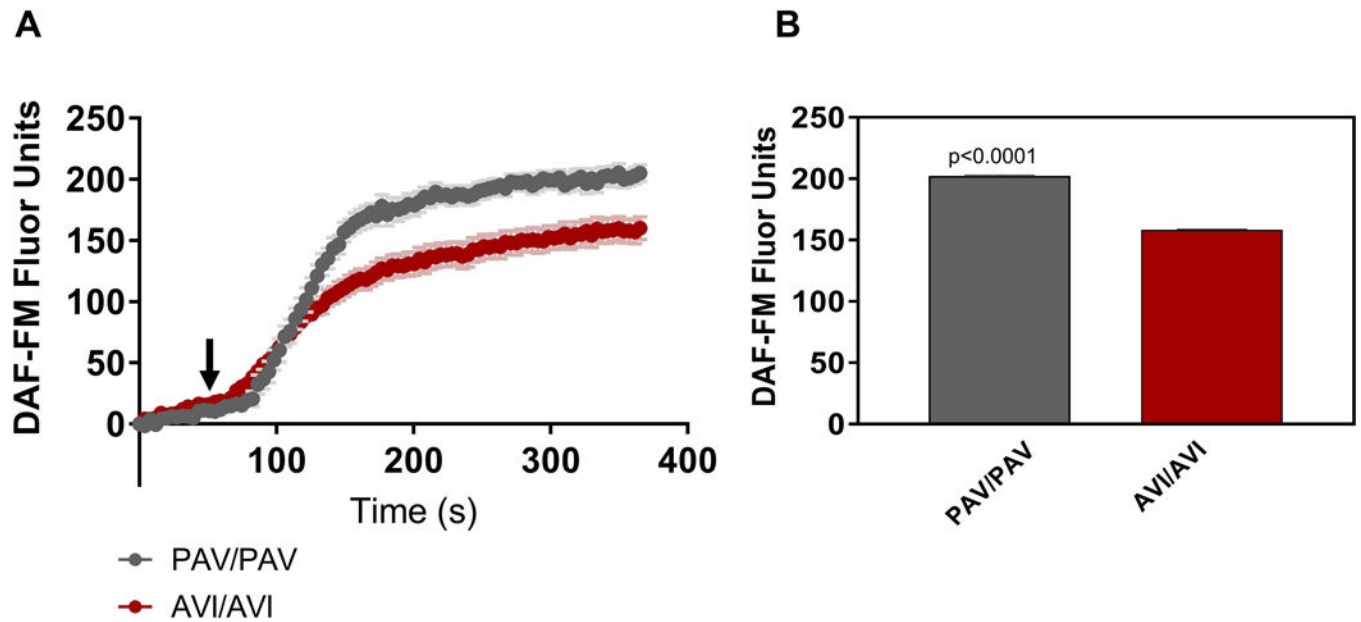 A
DAF-FM Fluor Units
250
200
150
100
50
0
100 200 300 400
Time (s)
PAV/PAV
AVI/AVI
B
DAF-FM Fluor Units
250
200
150
100
50
0
p<0.0001
PAV/PAV
AVI/AVI